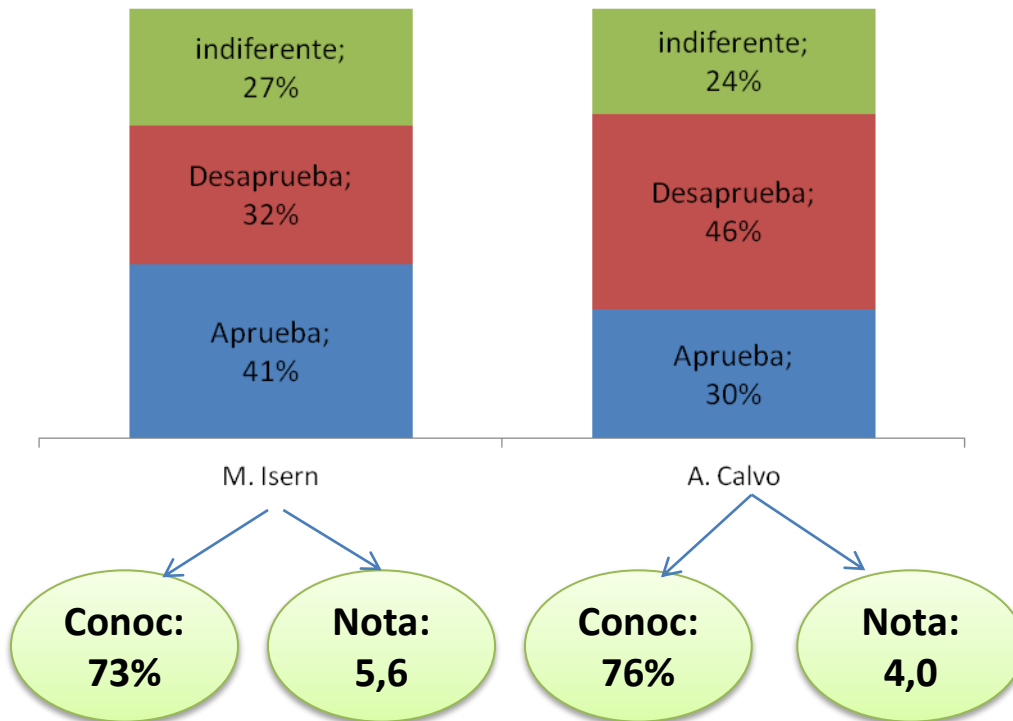 indiferente;
27%
Desaprueba;
32%
Aprueba;
41%
indiferente;
24%
Desaprueba;
46%
Aprueba;
30%
M. Isern
A. Calvo
Conoc:
73%
Nota:
5,6
Conoc:
76%
Nota:
4,0